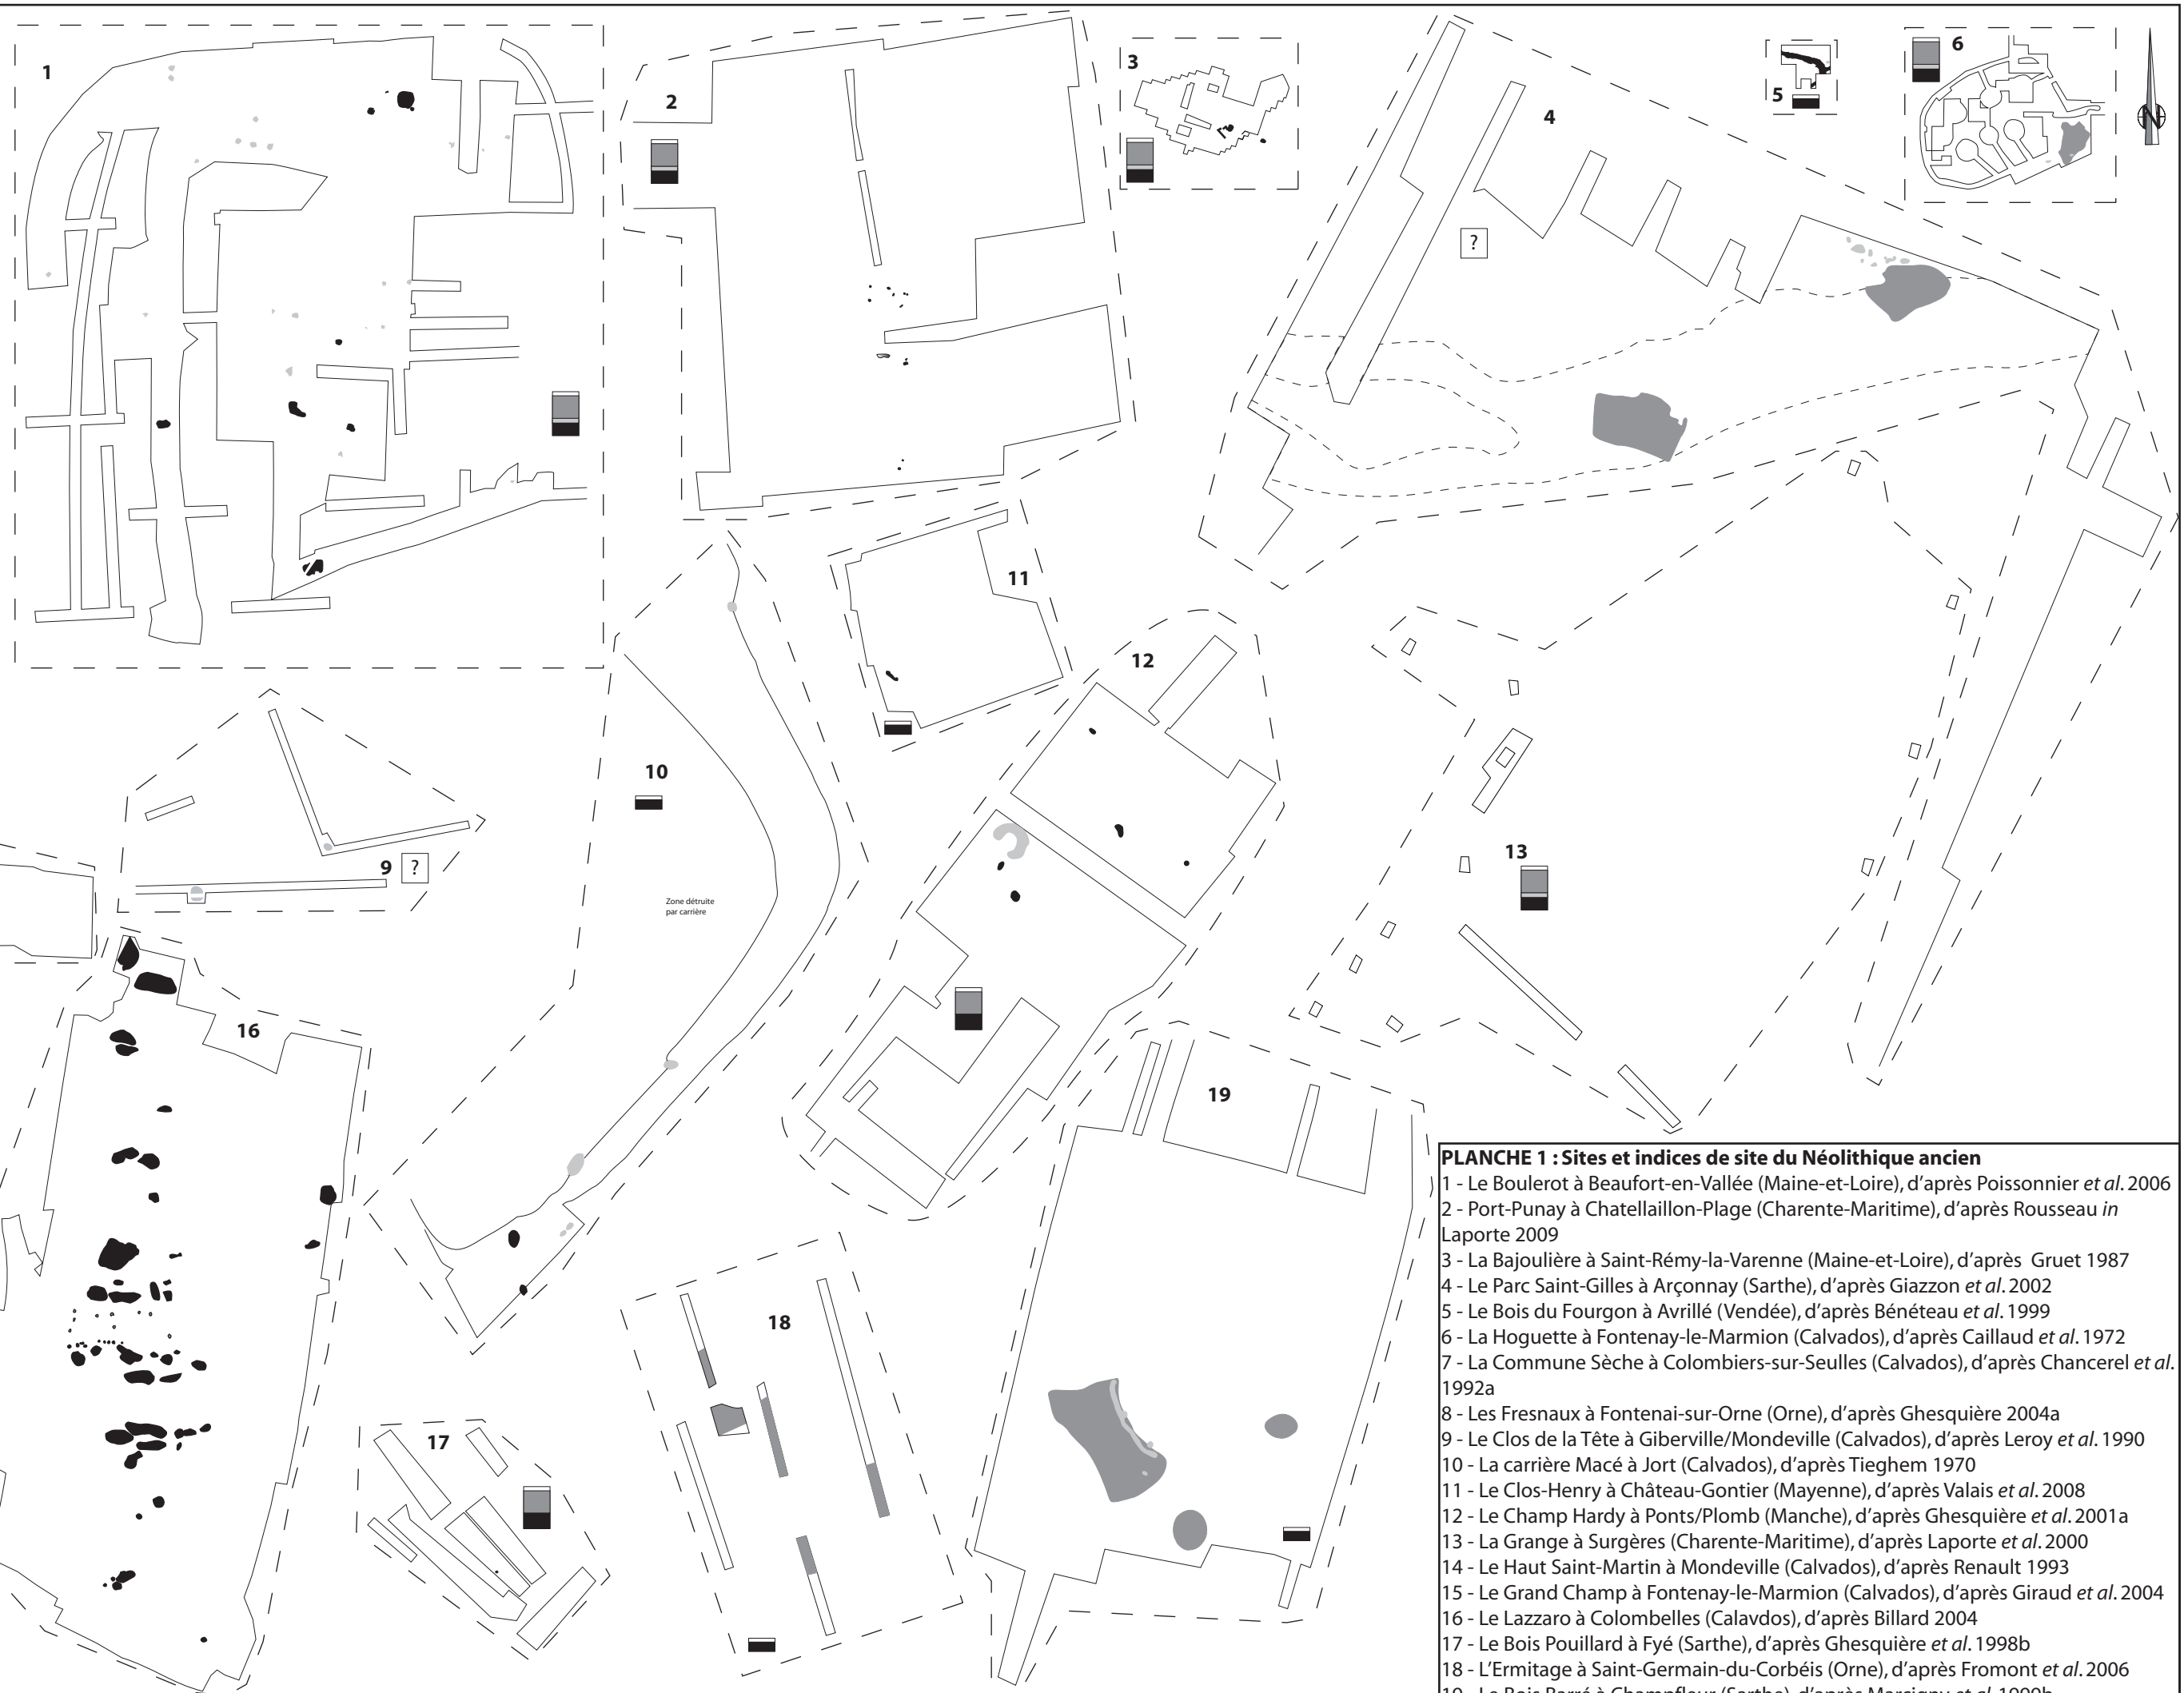 1
2
3
4
5
6
N
?
11
12
10
Zone détruite
par carrière
9
?
13
16
19
18
17
PLANCHE 1 : Sites et indices de site du Néolithique ancien
1 - Le Boulerot à Beaufort-en-Vallée (Maine-et-Loire), d'après Poissonnier et al. 2006
2 - Port-Punay à Chatellaillon-Plage (Charente-Maritime), d'après Rousseau in
Laporte 2009
3 - La Bajoulière à Saint-Rémy-la-Varenne (Maine-et-Loire), d'après Gruet 1987
4 - Le Parc Saint-Gilles à Arçonnay (Sarthe), d'après Giazzon et al. 2002
5 - Le Bois du Fourgon à Avrillé (Vendée), d'après Bénéteau et al. 1999
6 - La Hoguette à Fontenay-le-Marmion (Calvados), d'après Caillaud et al. 1972
7 - La Commune Sèche à Colombiers-sur-Seulles (Calvados), d'après Chancerel et al.
1992a
8 - Les Fresnaux à Fontenai-sur-Orne (Orne), d'après Ghesquière 2004a
9 - Le Clos de la Tête à Giberville/Mondeville (Calvados), d'après Leroy et al. 1990
10 - La carrière Macé à Jort (Calvados), d'après Tieghem 1970
11 - Le Clos-Henry à Château-Gontier (Mayenne), d'après Valais et al. 2008
12 - Le Champ Hardy à Ponts/Plomb (Manche), d'après Ghesquière et al. 2001a
13 - La Grange à Surgères (Charente-Maritime), d'après Laporte et al. 2000
14 - Le Haut Saint-Martin à Mondeville (Calvados), d'après Renault 1993
15 - Le Grand Champ à Fontenay-le-Marmion (Calvados), d'après Giraud et al. 2004
16 - Le Lazzaro à Colombelles (Calavdos), d'après Billard 2004
17 - Le Bois Pouillard à Fyé (Sarthe), d'après Ghesquière et al. 1998b
18 - L'Ermitage à Saint-Germain-du-Corbéis (Orne), d'après Fromont et al. 2006
19 - Le Bois Barré à Champfleur (Sarthe), d'après Marcigny et al. 1999b